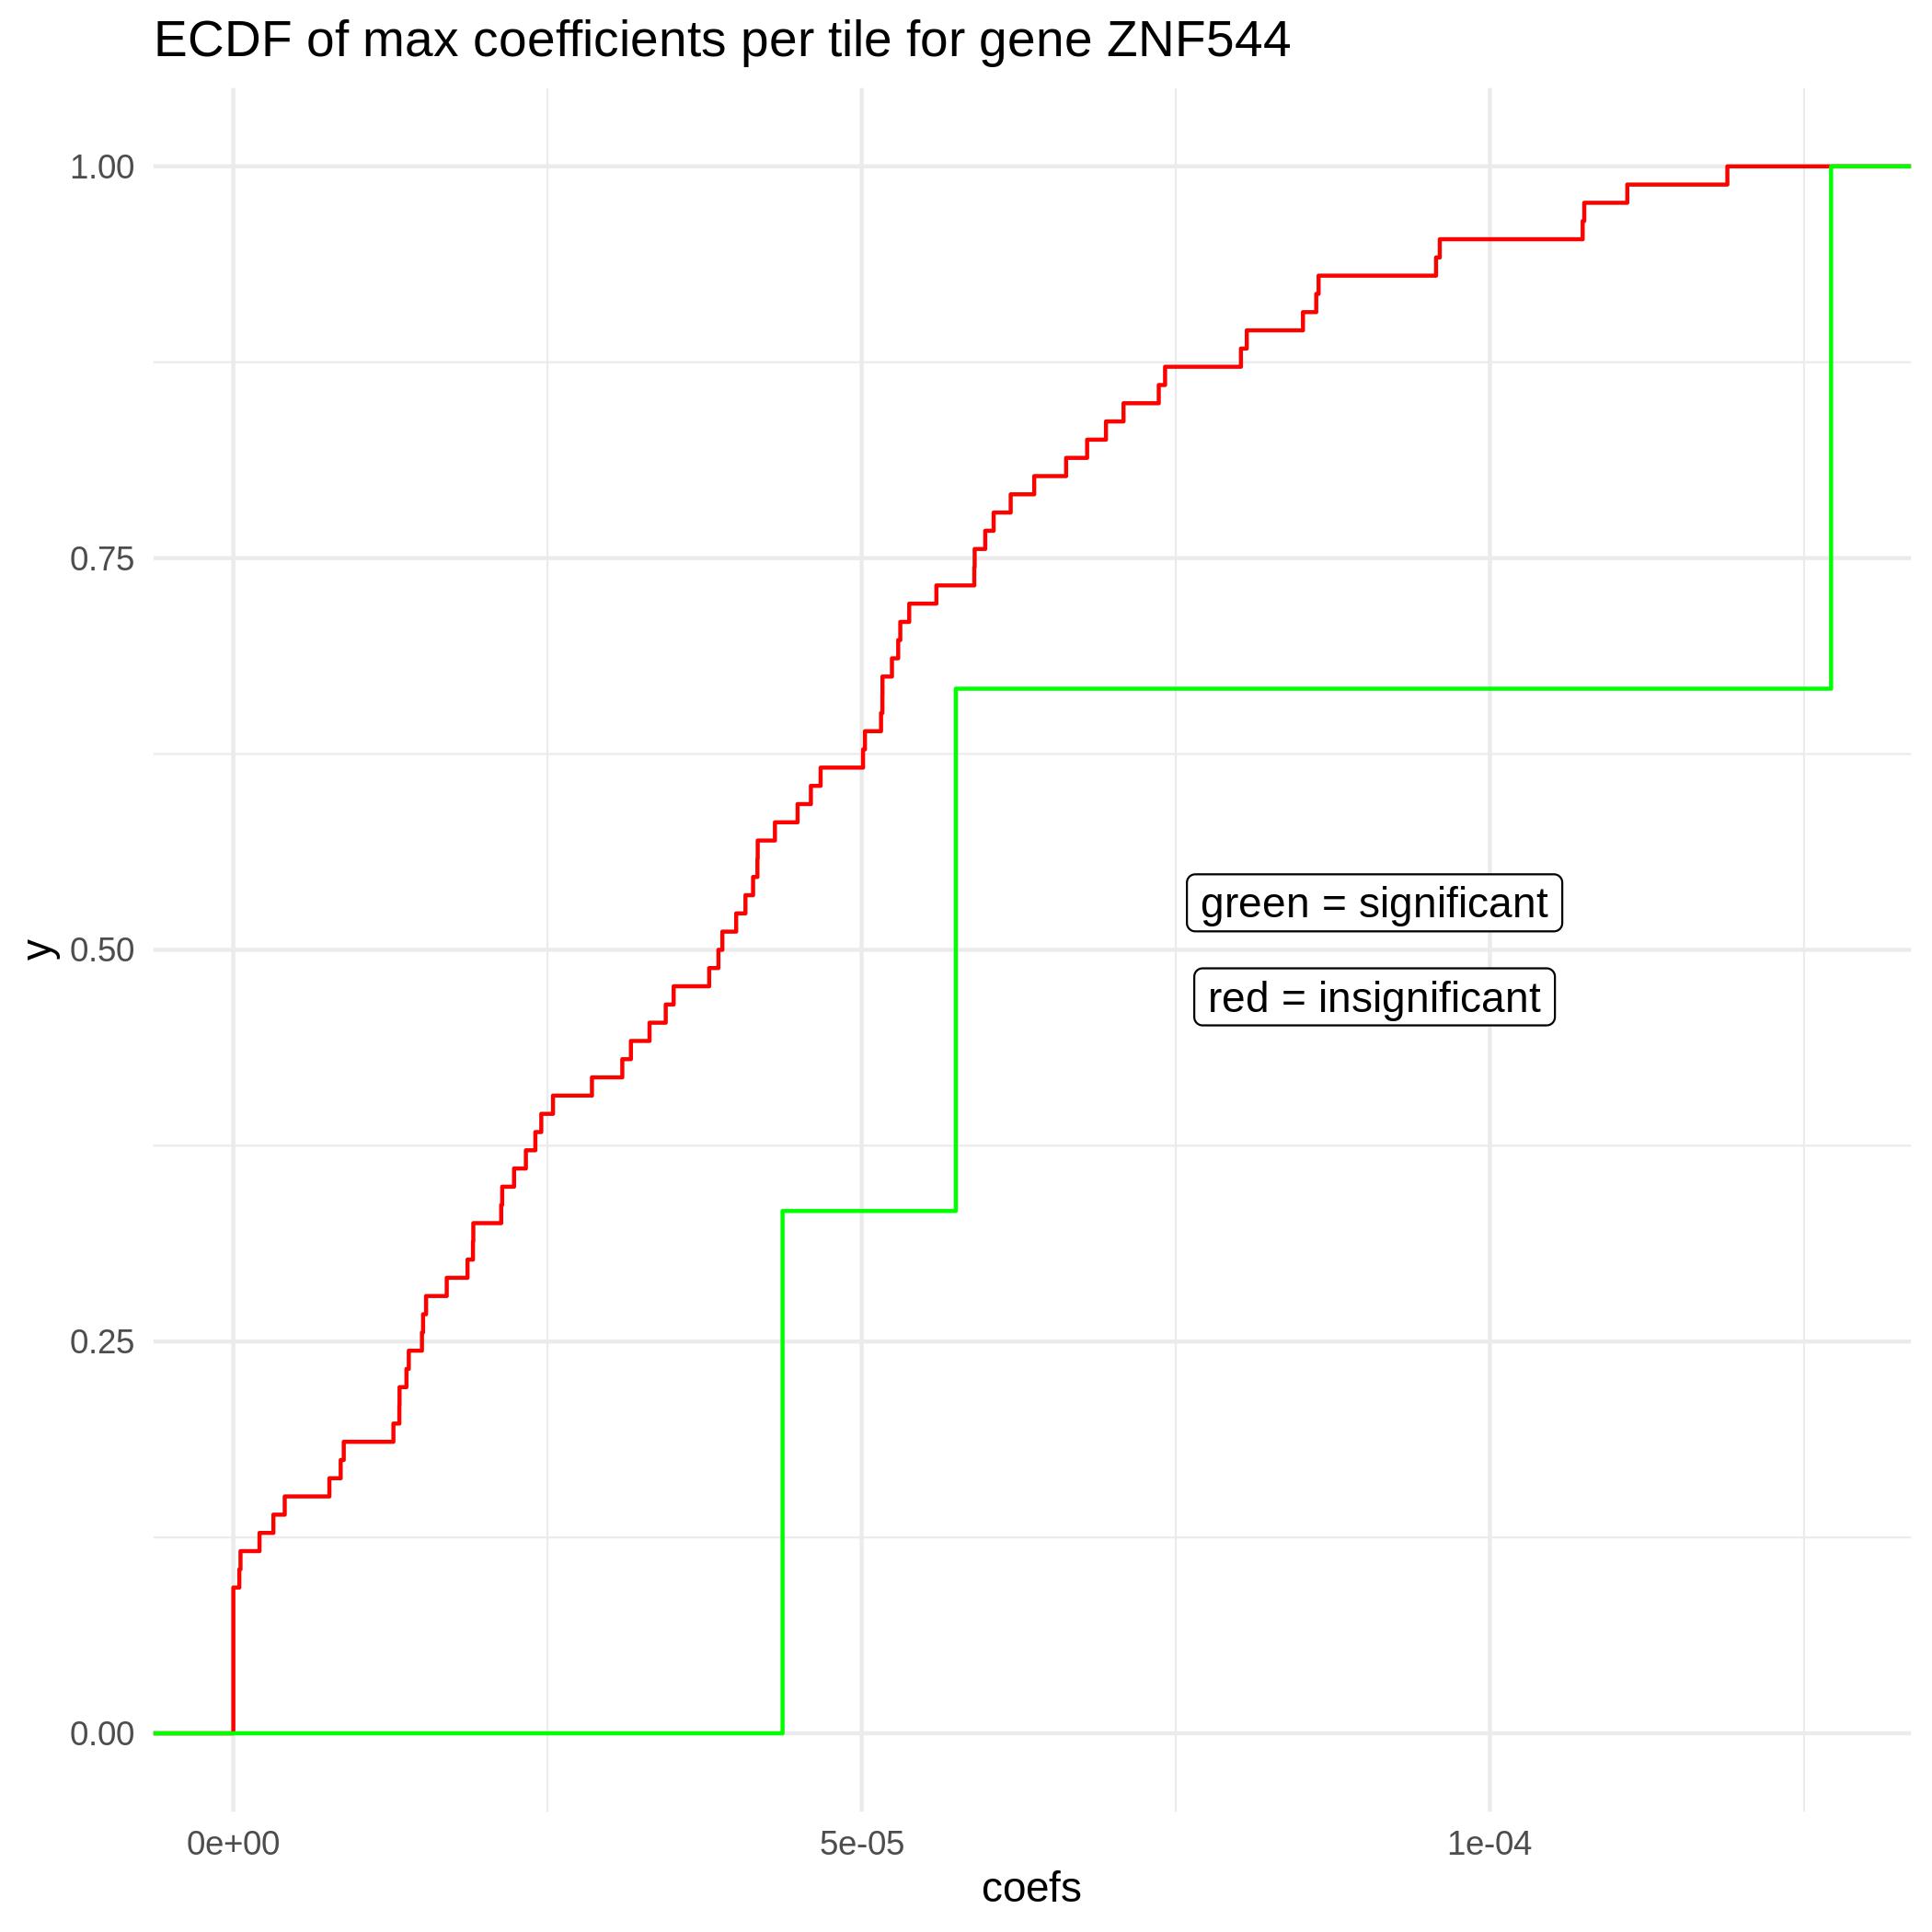 ECDF of max coefficients per tile for gene ZNF544
1.00
0.75
0.50
0.25
0.00
y
green = significant
red = insignificant
0e+00
5e-05
1e-04
coefs